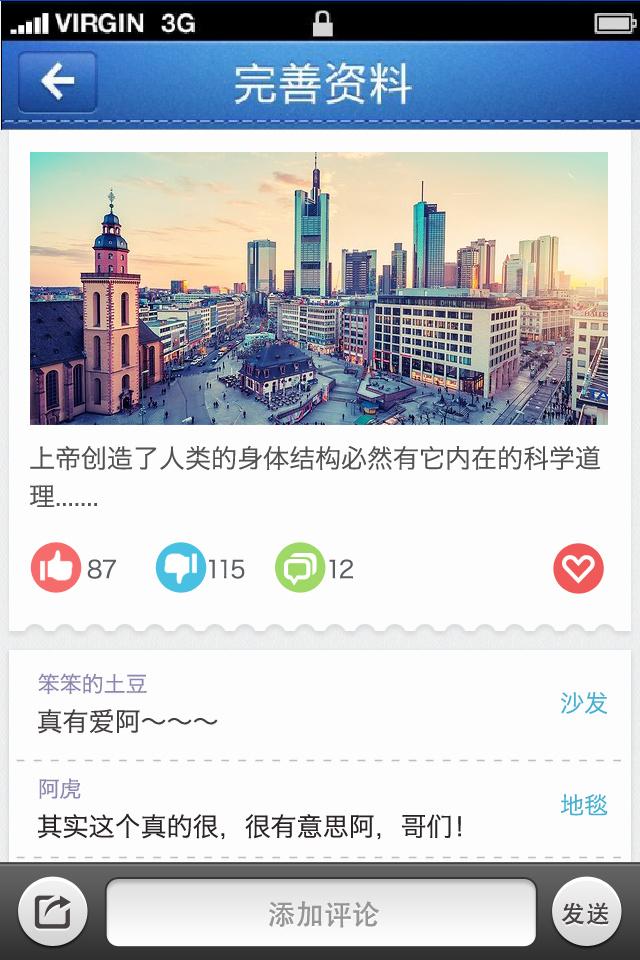 VIRGIN 3G
完善资料
上帝创造了人类的身体结构必然有它内在的科学道
理.......
87 115 12
笨笨的土豆
沙发
真有爱阿～～～
阿虎
地毯
其实这个真的很，很有意思阿，哥们！
添加评论
发送